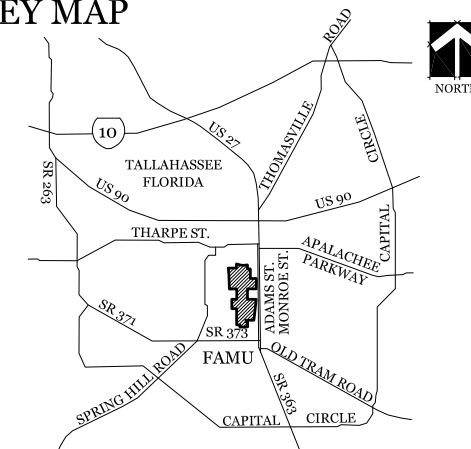 EY MAP
ROAD
NORT
10
US 27
THOMASVILLE
CIRCLE
TALLAHASSEE
FLORIDA
SR 263
US 90
US 90
CAPITAL
THARPE ST.
APALACHEE
PARKWAY
ADAMS ST.
MONROE ST.
SR 371
SR 373
FAMU
OLD TRAM ROAD
SPRING HILL ROAD
SR 363
CAPITAL CIRCLE